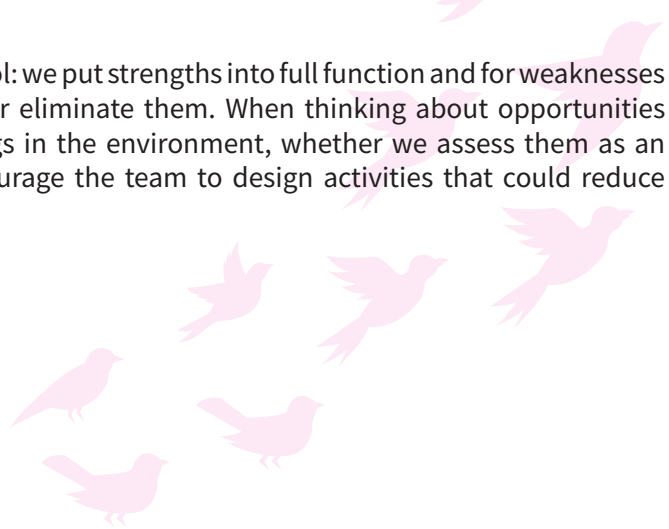 ol: we put strengths into full function and for weaknesses
r eliminate them. When thinking about opportunities
gs in the environment, whether we assess them as an
urage the team to design activities that could reduce